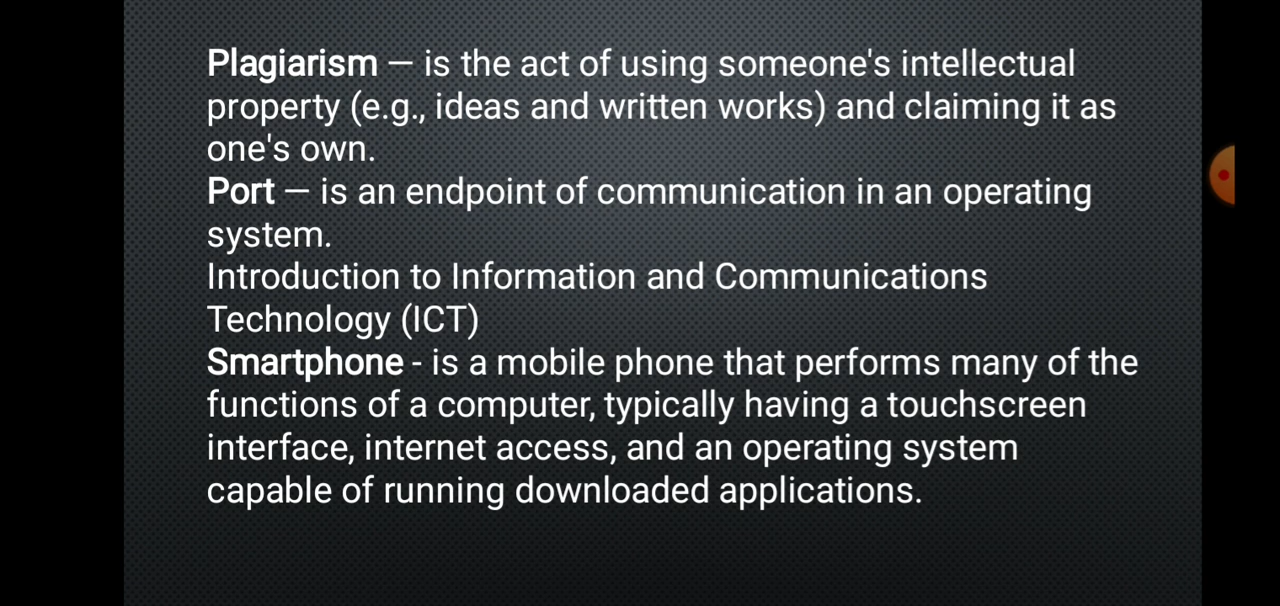 Plagiarism — is the act of using someone's intellectual
property (e.g., ideas and written works) and claiming it as
one's own.
Port — is an endpoint of communication in an operating
system.
Introduction to Information and Communications
Technology (ICT)
Smartphone - is a mobile phone that performs many of the
functions of a computer, typically having a touchscreen
interface, internet access, and an operating system
capable of running downloaded applications.